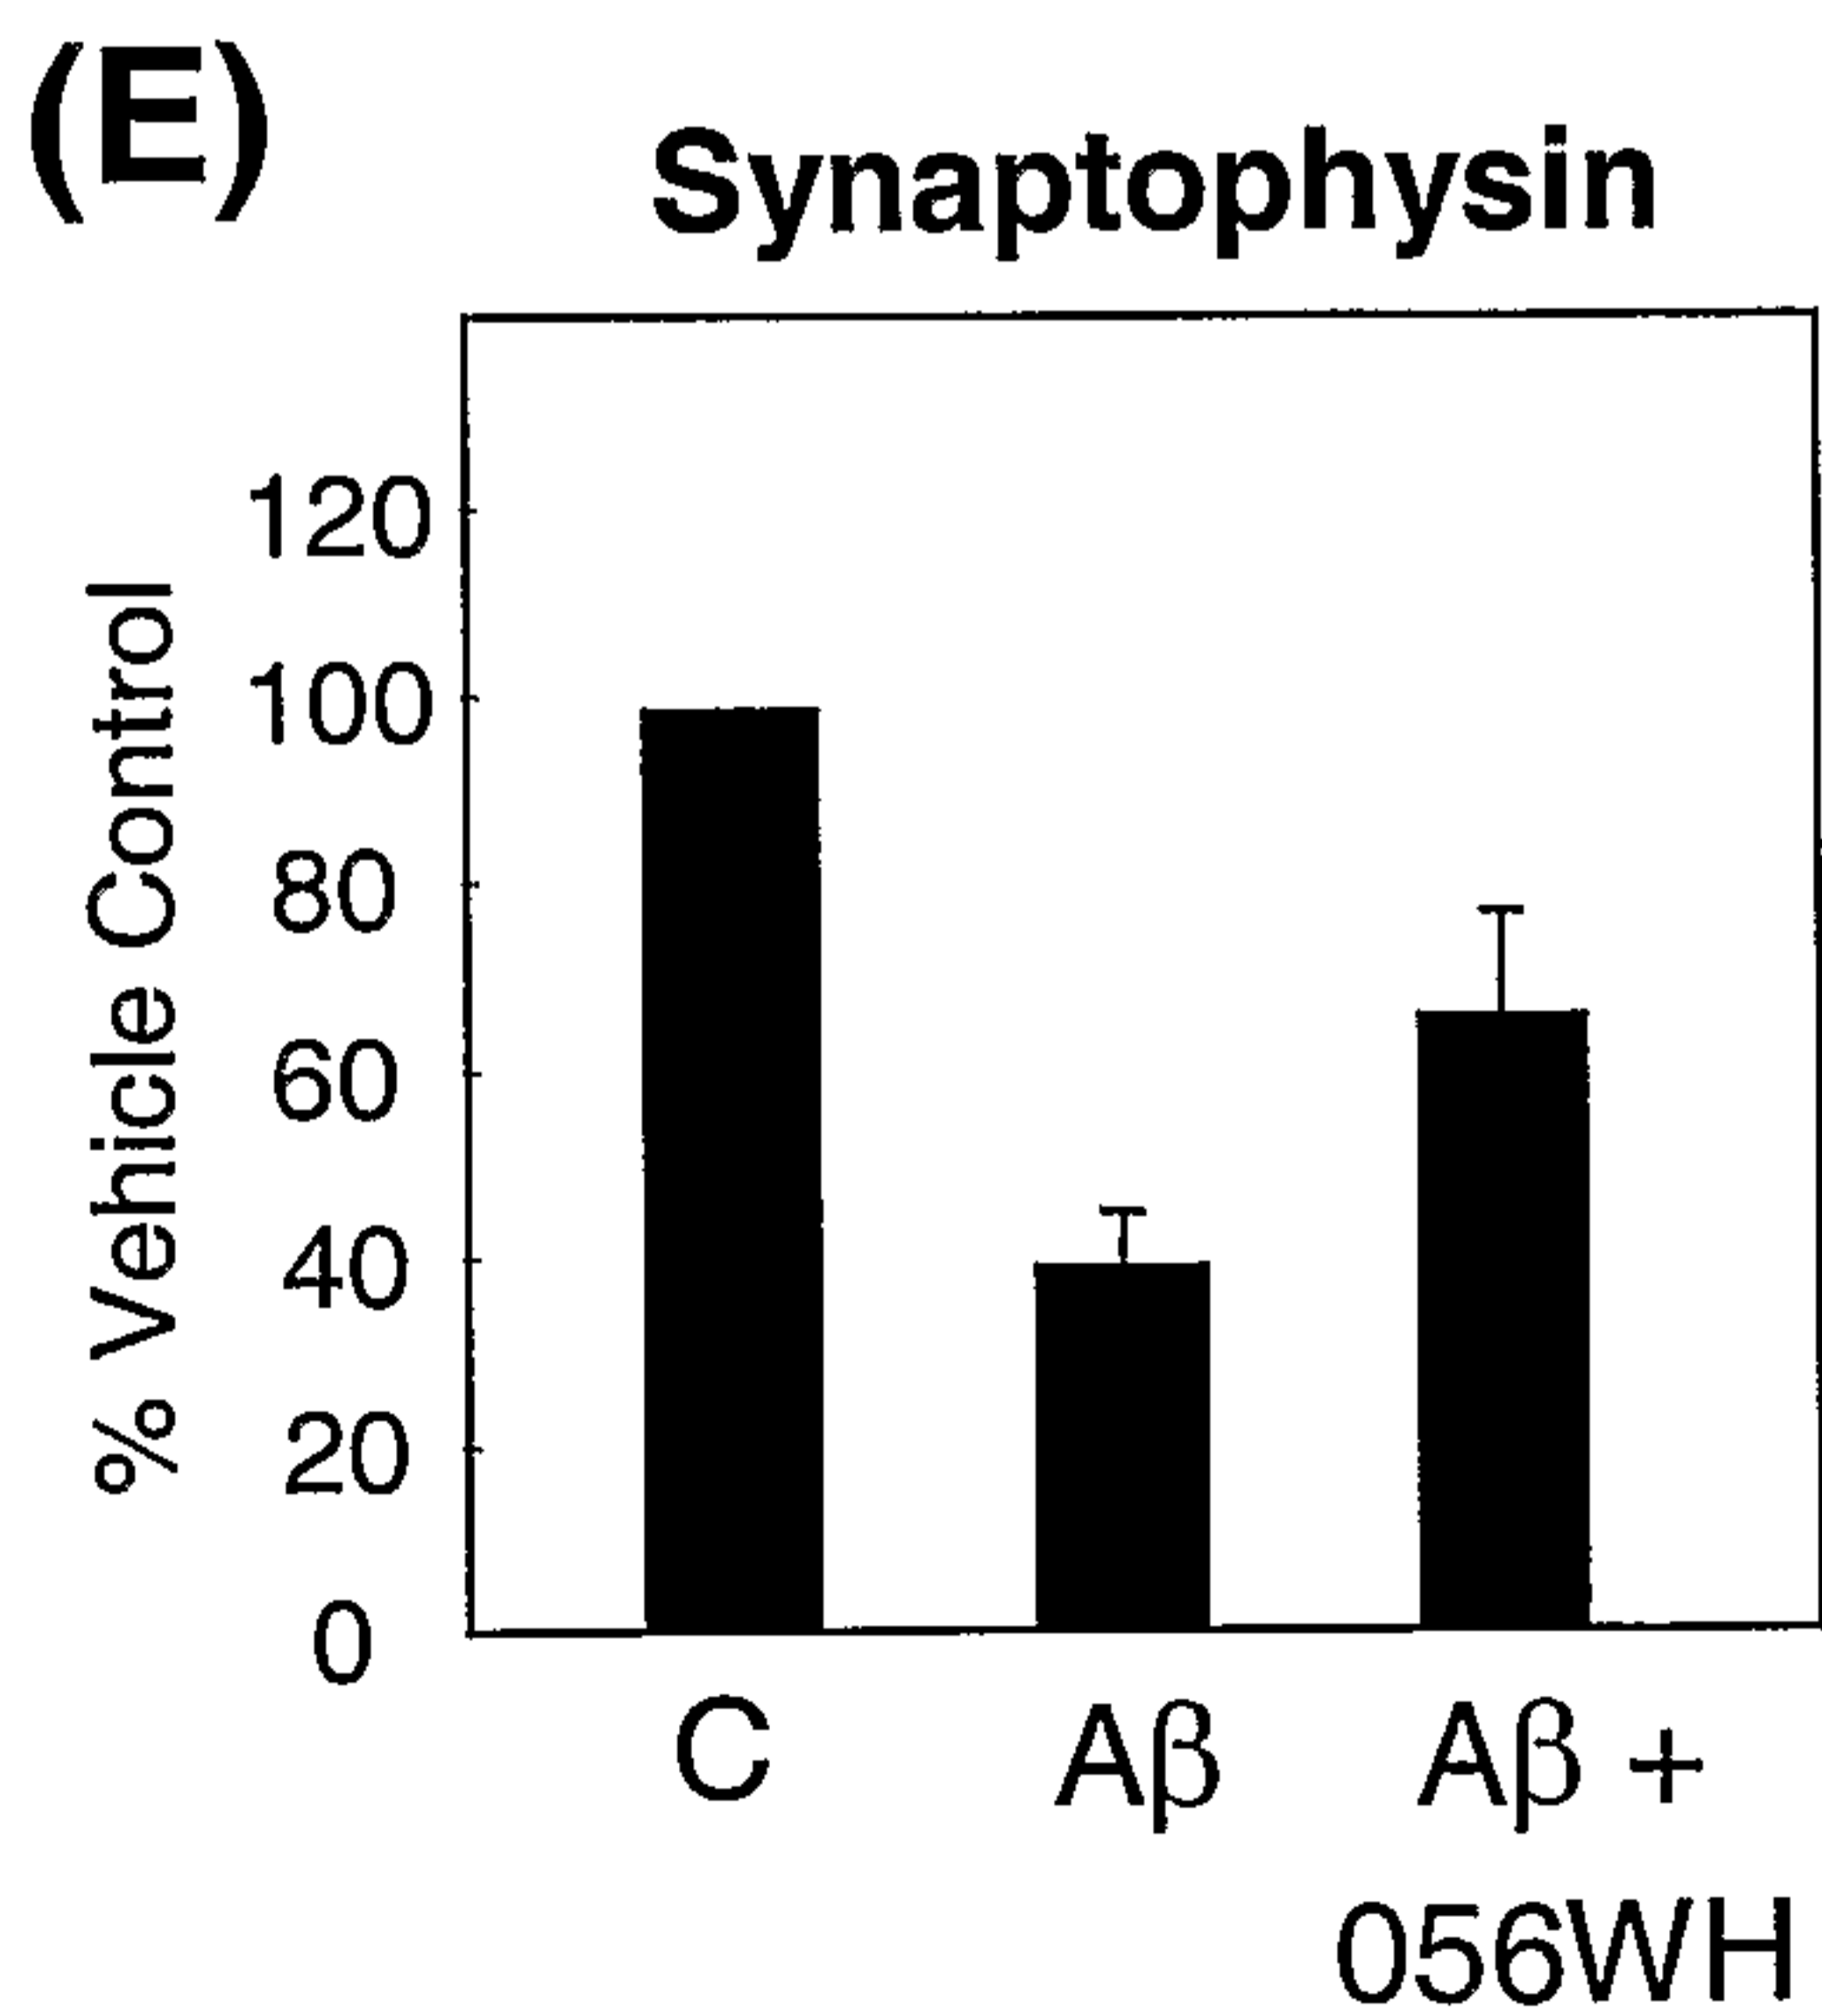 (E)
Synaptophysin
% Vehicle Control
120
100
80
60
40
20
0
C
Aβ
Aβ +
056WH